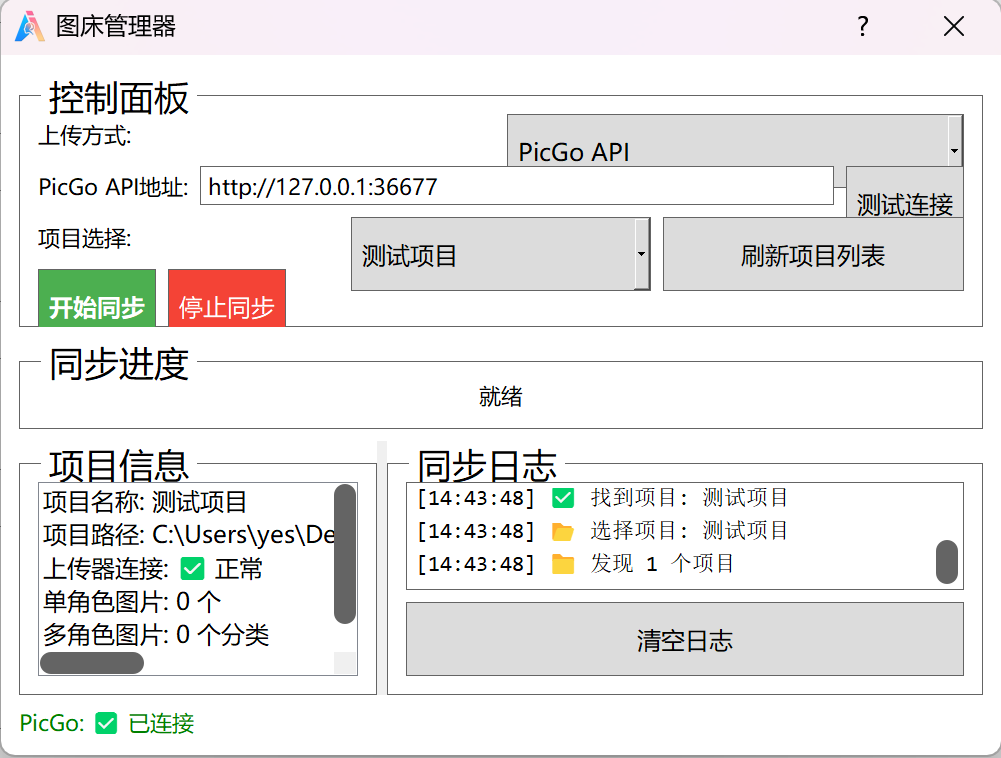 图床管理器
控制面板
上传方式:
PicGo API
PicGo API地址:
http://127.0.0.1:36677
测试连接
项目选择:
测试项目
刷新项目列表
开始同步
停止同步
同步进度
就绪
项目信息
项目名称: 测试项目
项目路径: C:\Users\yes\De
上传器连接: ✅ 正常
单角色图片: 0 个
多角色图片: 0 个分类
同步日志
[14:43:48] ✅ 找到项目: 测试项目
[14:43:48] 📂 选择项目: 测试项目
[14:43:48] 📁 发现 1 个项目
清空日志
PicGo: ✅ 已连接